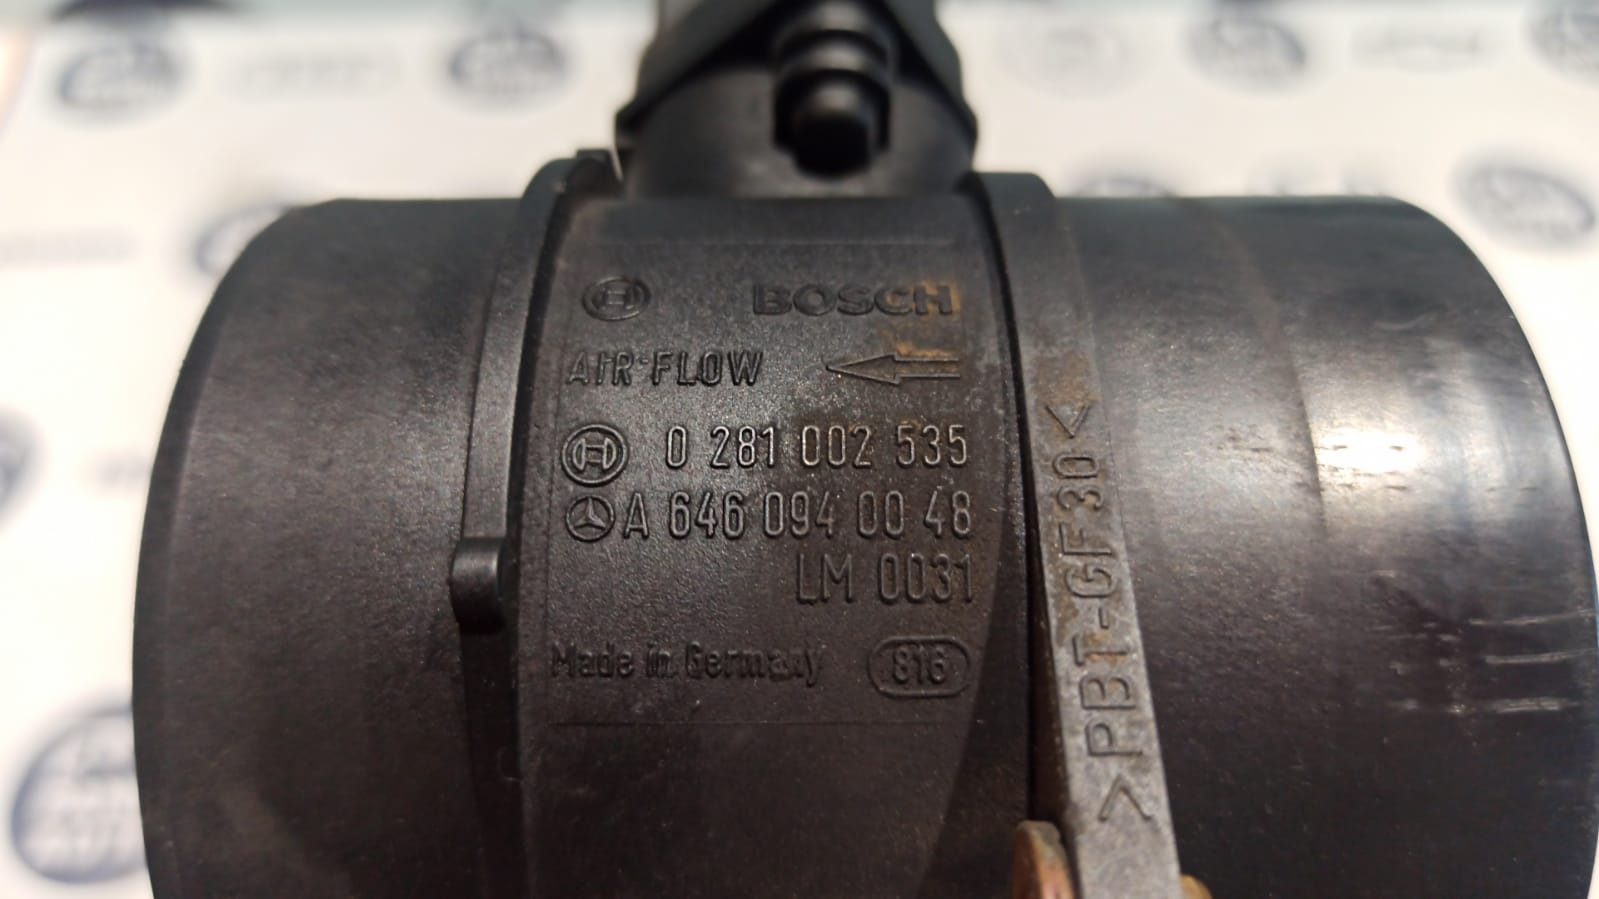 BOSCH
AIR FLOW
0 281 002 535
A 646 094 00 48
LM 0031
Made in Germany 816
>PBT-GF30<